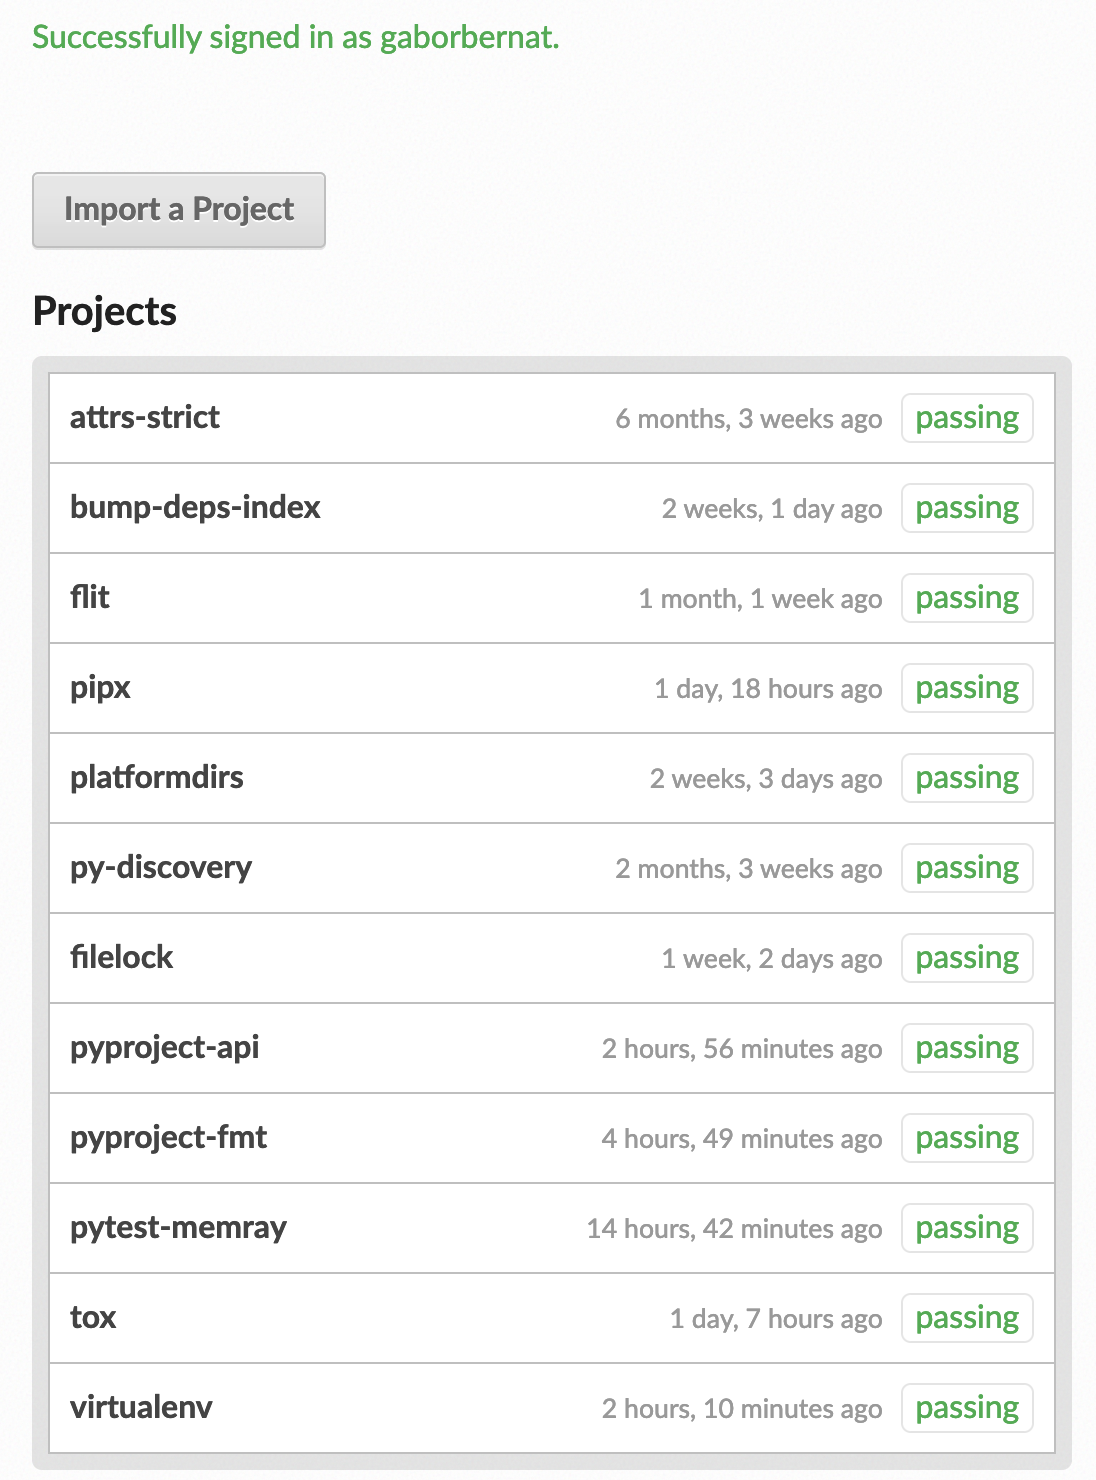 Successfully signed in as gaborbernat.
Import a Project
Projects
attrs-strict 6 months, 3 weeks ago passing
bump-deps-index 2 weeks, 1 day ago passing
flit 1 month, 1 week ago passing
pipx 1 day, 18 hours ago passing
platformdirs 2 weeks, 3 days ago passing
py-discovery 2 months, 3 weeks ago passing
filelock 1 week, 2 days ago passing
pyproject-api 2 hours, 56 minutes ago passing
pyproject-fmt 4 hours, 49 minutes ago passing
pytest-memray 14 hours, 42 minutes ago passing
tox 1 day, 7 hours ago passing
virtualenv 2 hours, 10 minutes ago passing